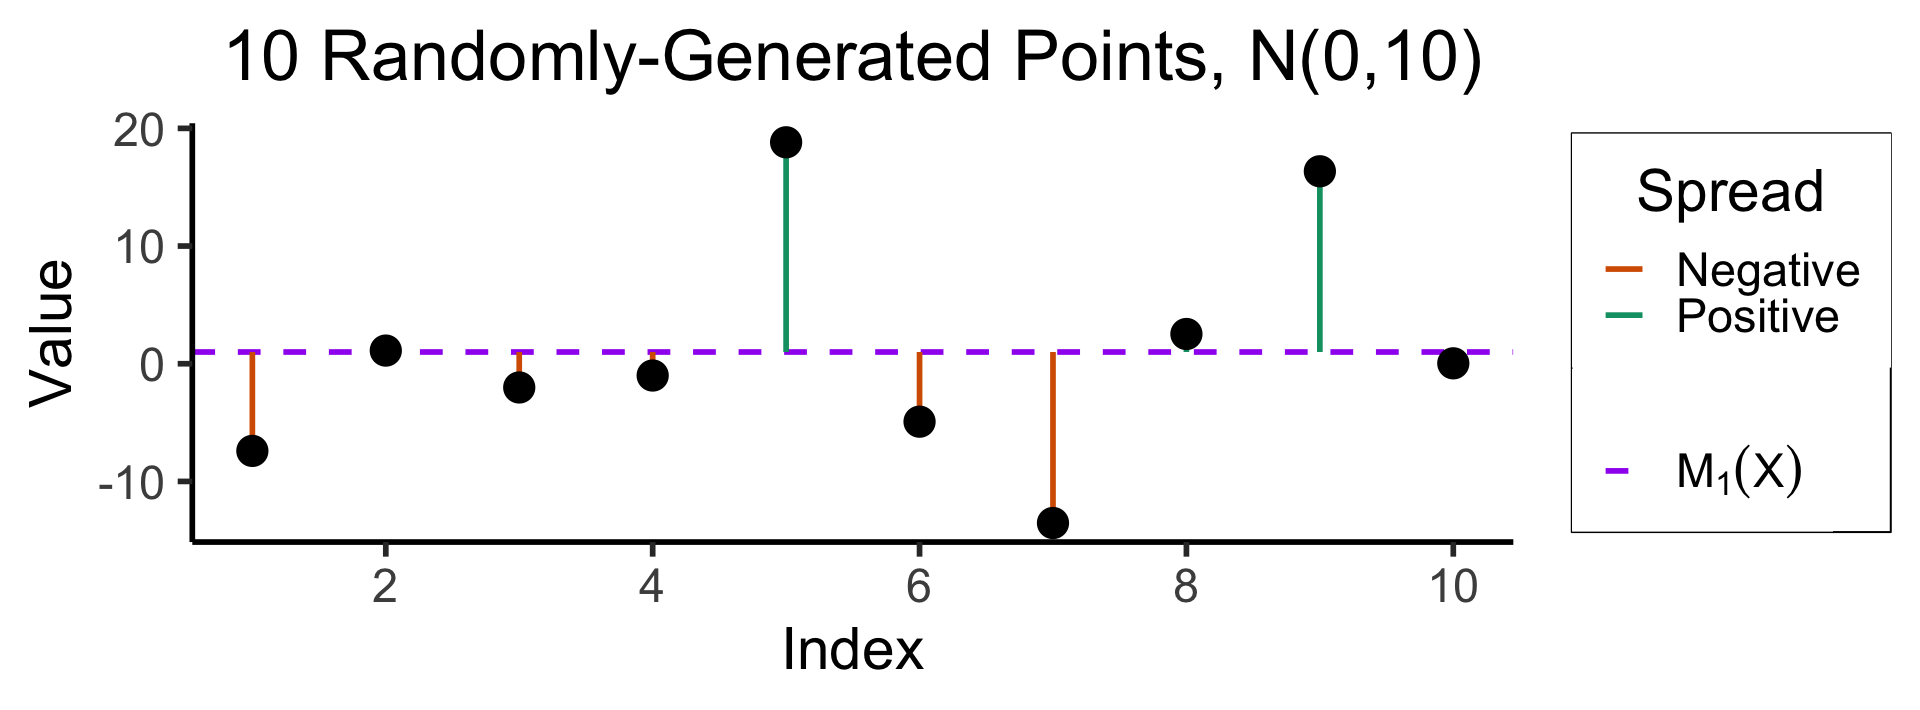 10 Randomly-Generated Points, N(0,10)
Value
20
10
0
-10
2 4 6 8 10
Index
Spread
Negative
Positive
M₁(X)